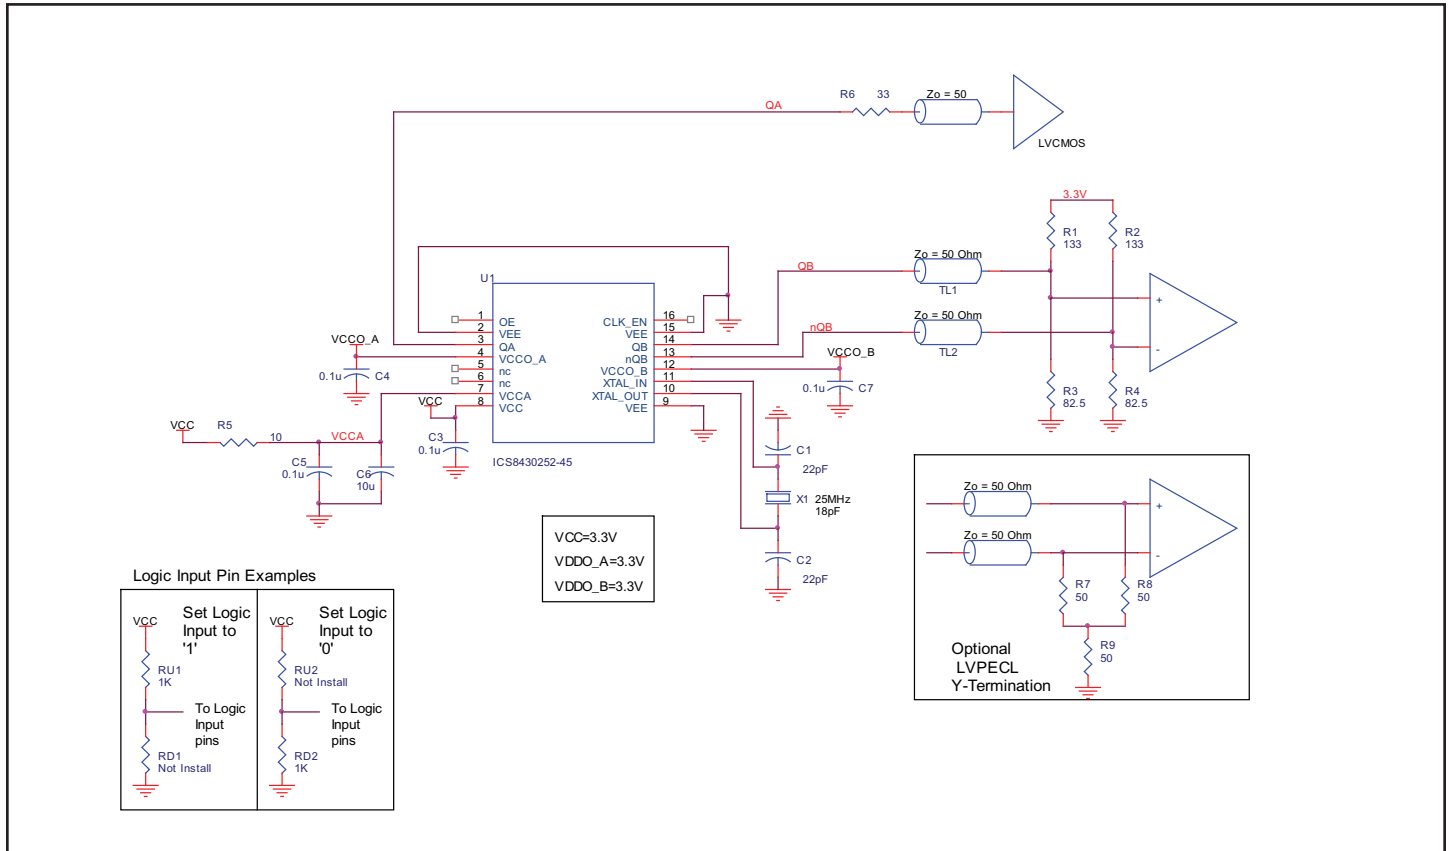 R6 33
Zo = 50
QA
LVCMOS
3.3V
R1
133
R2
133
Zo = 50 Ohm
QB
TL1
Zo = 50 Ohm
nQB
TL2
+
-
R3
82.5
R4
82.5
U1
1
2
3
4
5
6
7
8
OE
VEE
QA
VCCO_A
nc
nc
VCCA
VCC
CLK_EN
VEE
QB
nQB
VCCO_B
XTAL_IN
XTAL_OUT
VEE
16
15
14
13
12
11
10
9
ICS8430252-45
VCCO_A
0.1u C4
VCCO_B
0.1u C7
VCC
C3
0.1u
VCC
R5
10
VCCA
C5
0.1u
C6
10u
C1
22pF
X1 25MHz
18pF
C2
22pF
VCC=3.3V
VDDO_A=3.3V
VDDO_B=3.3V
Zo = 50 Ohm
Zo = 50 Ohm
+
-
R7
50
R8
50
R9
50
Optional
LVPECL
Y-Termination
Logic Input Pin Examples
VCC
Set Logic
Input to
'1'
RU1
1K
To Logic
Input
pins
RD1
Not Install
VCC
Set Logic
Input to
'0'
RU2
Not Install
To Logic
Input
pins
RD2
1K